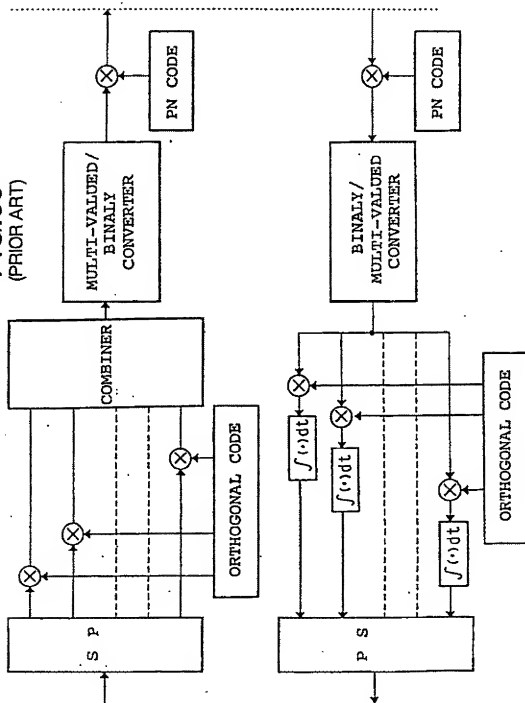 (PRIOR ART)
S P
ORTHOGONAL CODE
COMBINER
MULTI-VALUED/
BINALY
CONVERTER
PN CODE
P S
∫(•)dt
∫(•)dt
∫(•)dt
ORTHOGONAL CODE
BINALY/
MULTI-VALUED
CONVERTER
PN CODE